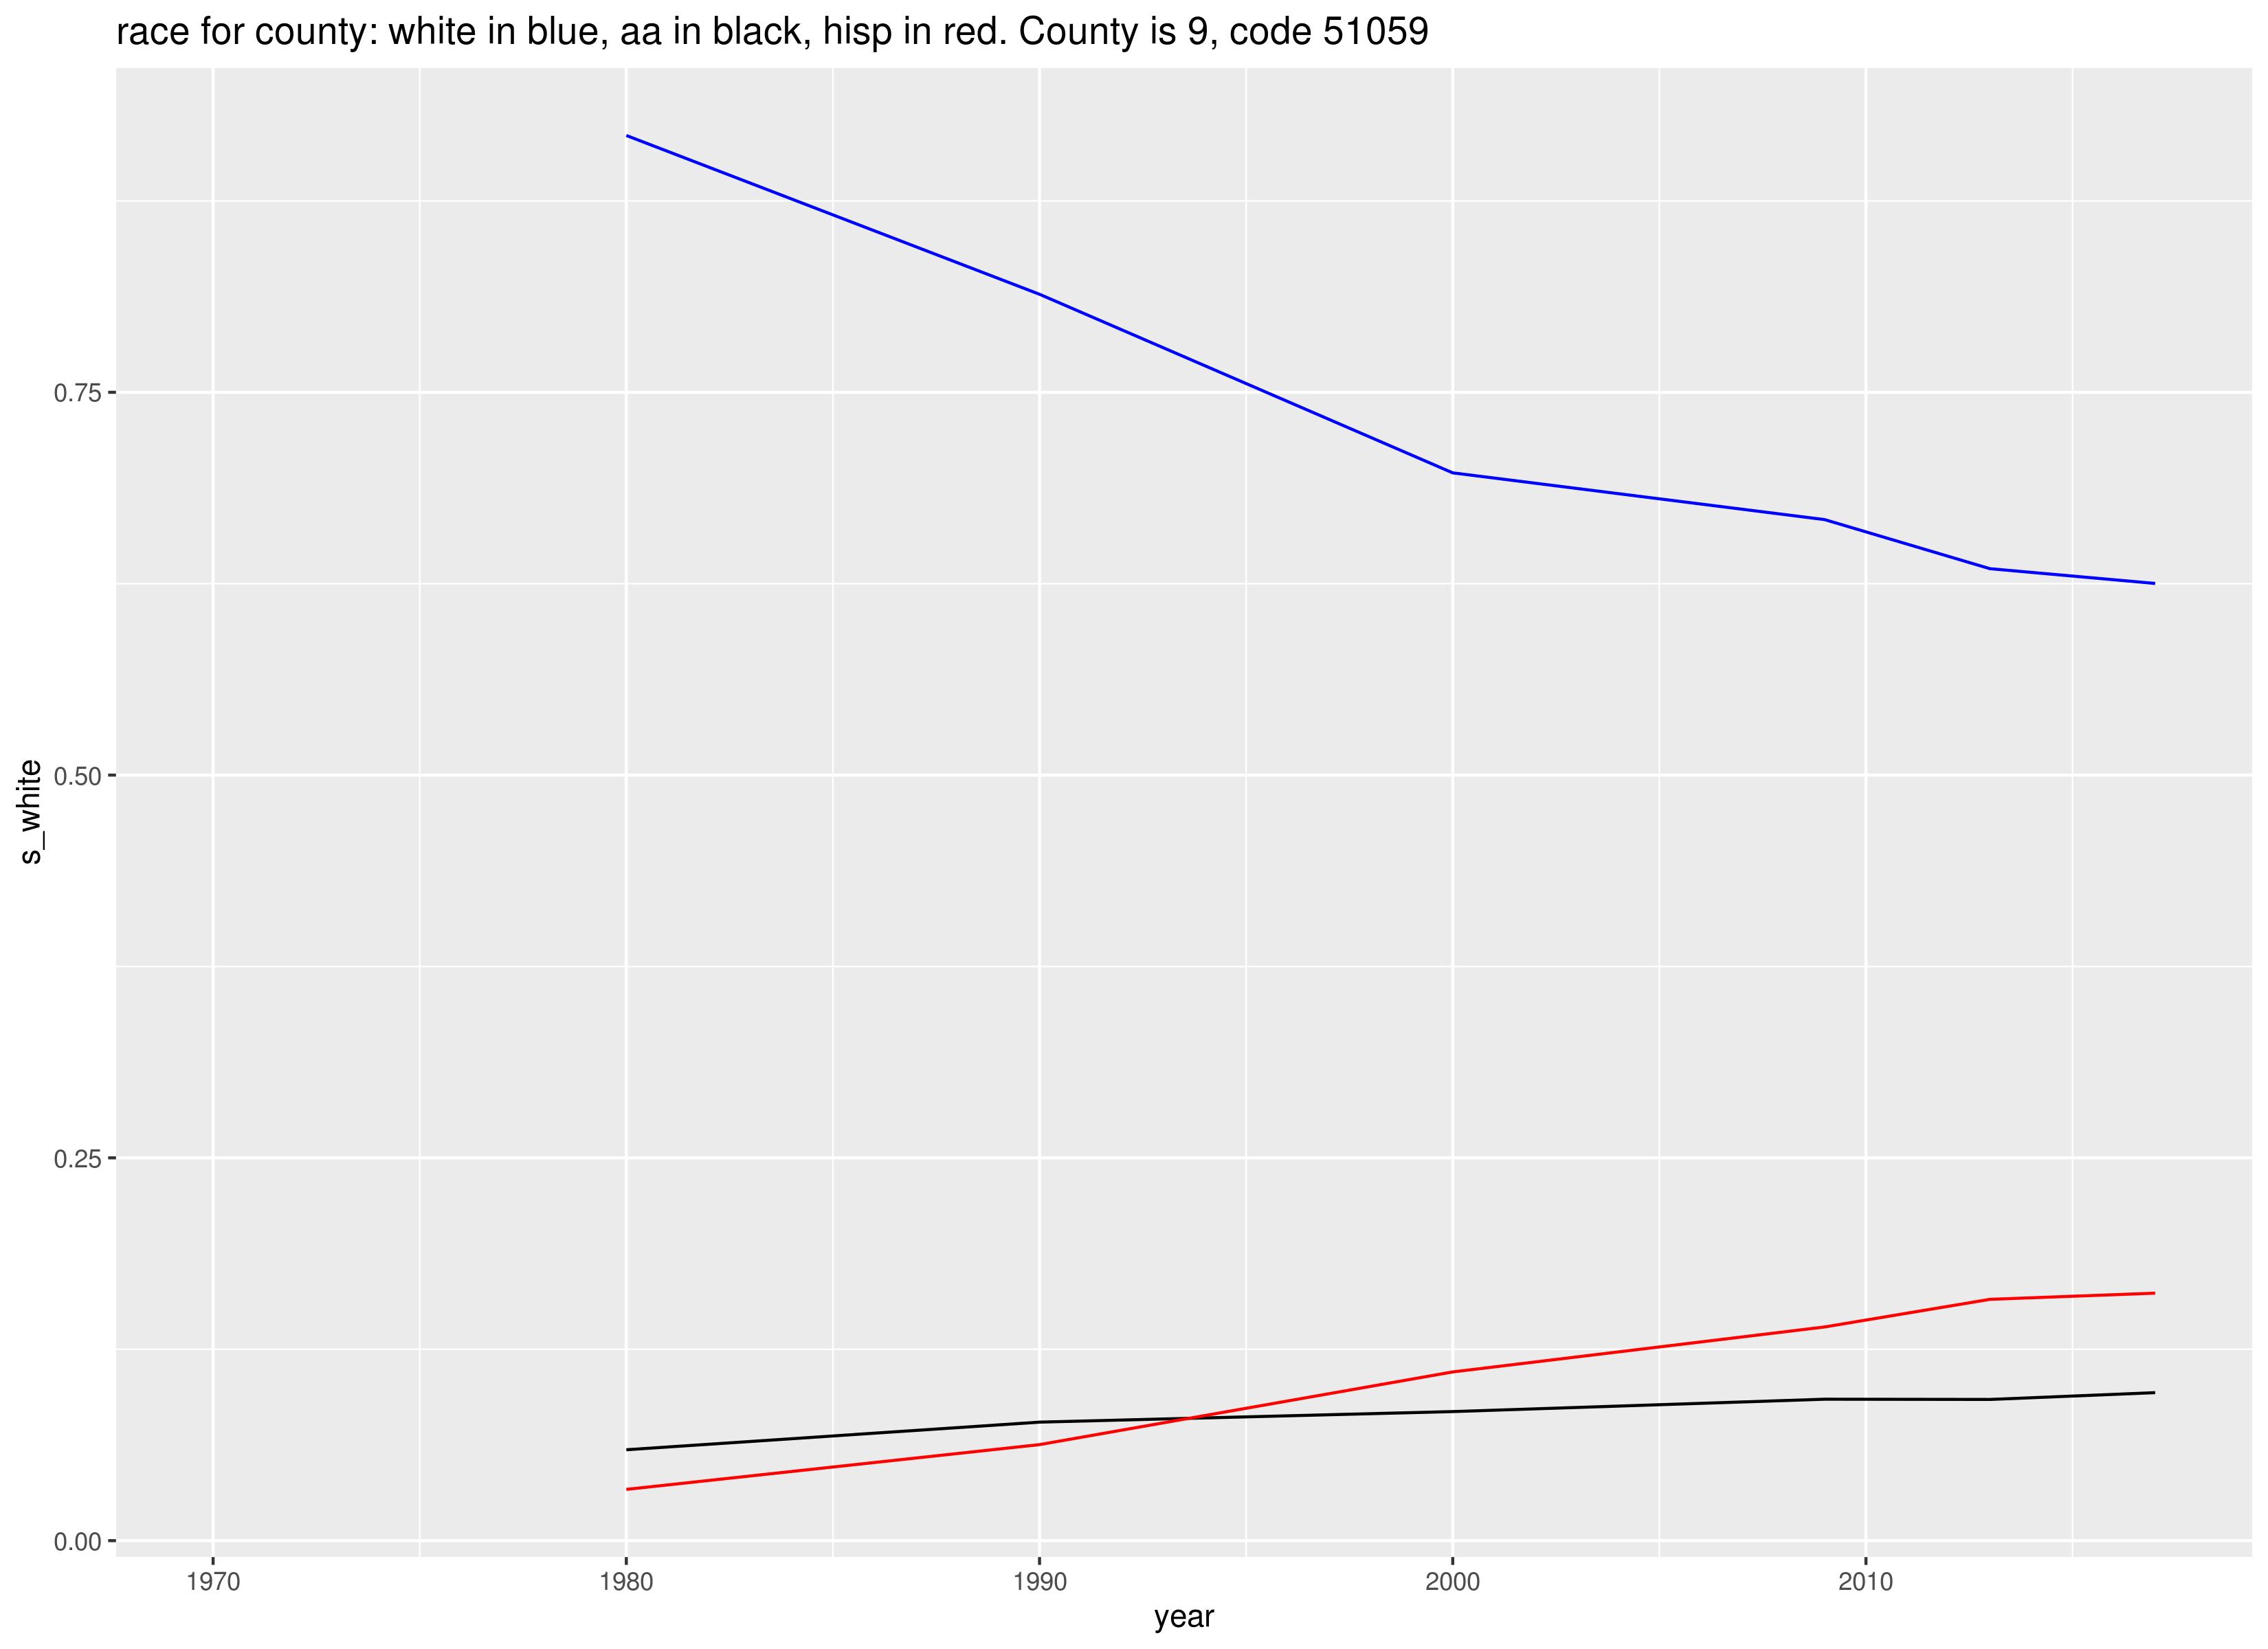 race for county: white in blue, aa in black, hisp in red. County is 9, code 51059
s_white
0.75
0.50
0.25
0.00
1970 1980 1990 2000 2010
year